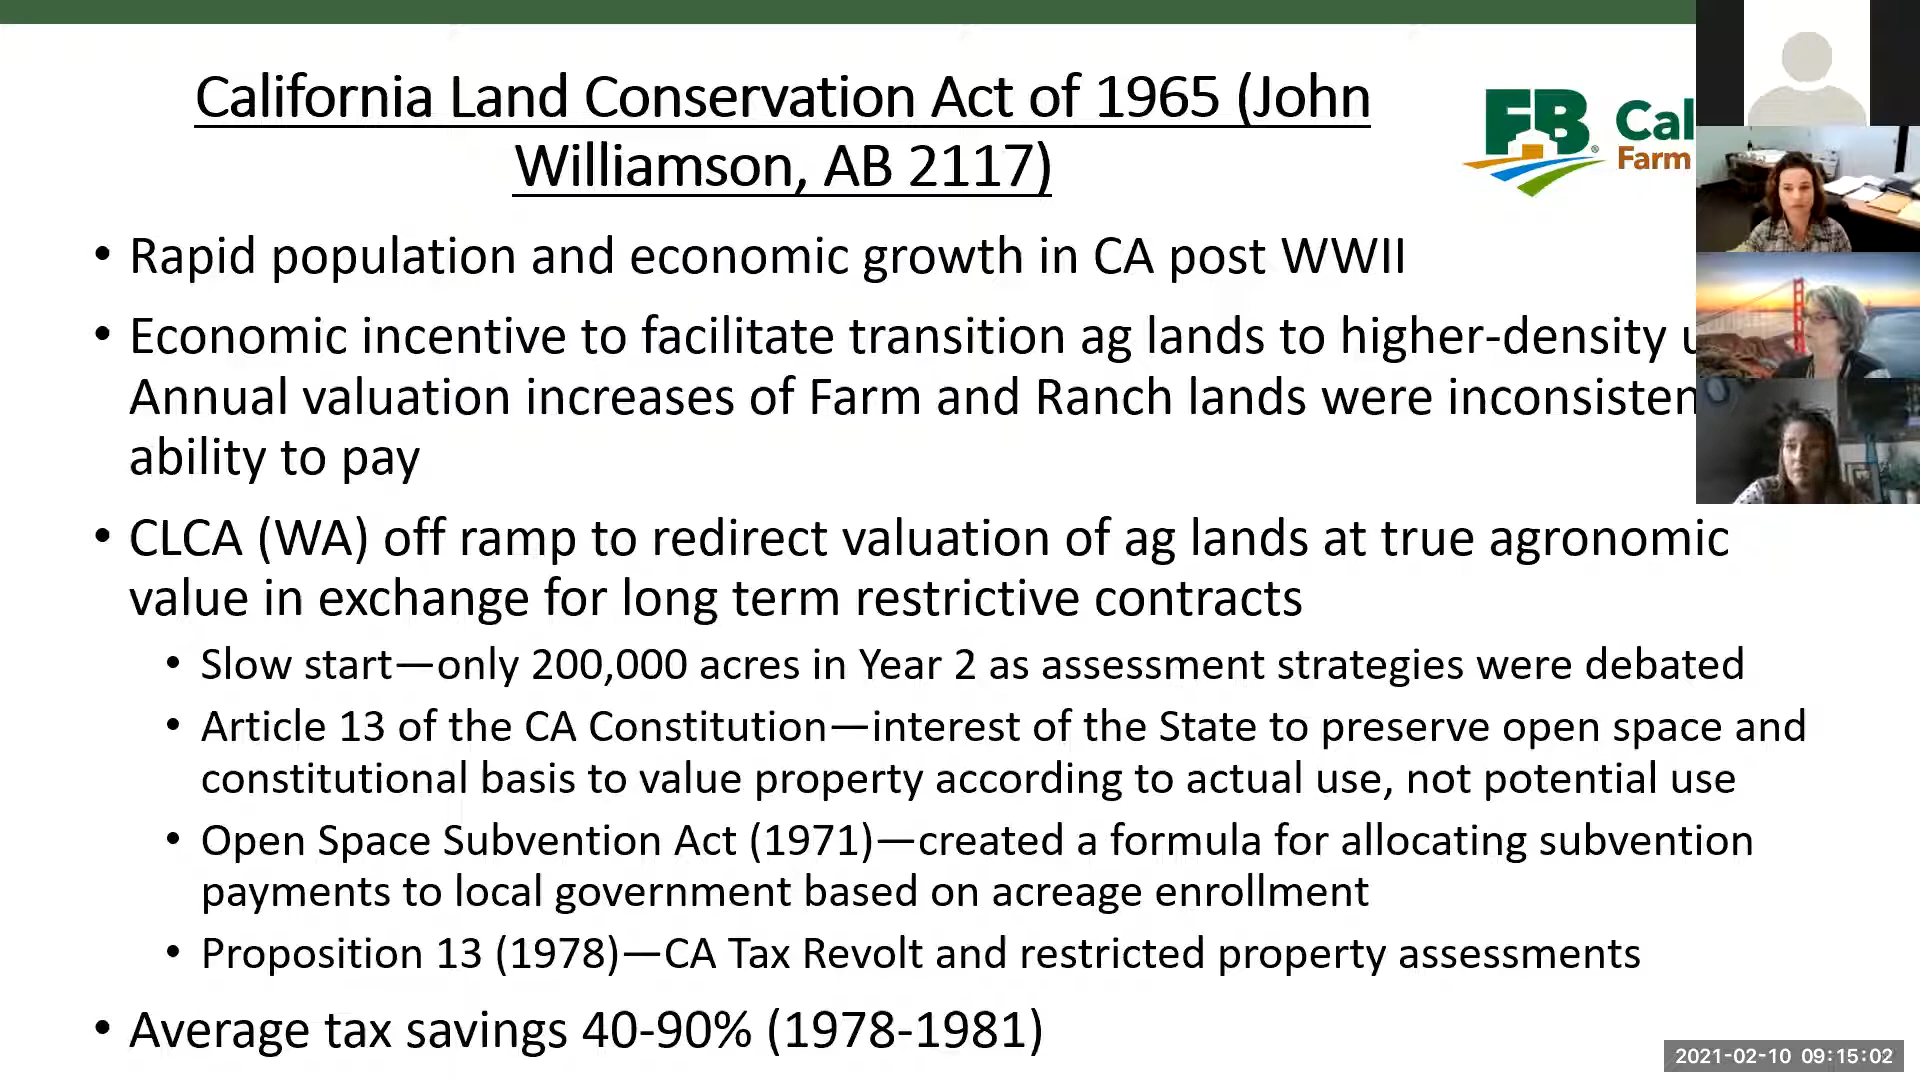 California Land Conservation Act of 1965 (John
Williamson, AB 2117)
FB
®
Cal
Farm
• Rapid population and economic growth in CA post WWII
• Economic incentive to facilitate transition ag lands to higher-density
Annual valuation increases of Farm and Ranch lands were
ability to pay
• CLCA (WA) off ramp to redirect valuation of ag lands at true agronomic
value in exchange for long term restrictive contracts
• Slow start—only 200,000 acres in Year 2 as assessment strategies were debated
• Article 13 of the CA Constitution—interest of the State to preserve open space and
constitutional basis to value property according to actual use, not potential use
• Open Space Subvention Act (1971)—created a formula for allocating subvention
payments to local government based on acreage enrollment
• Proposition 13 (1978)—CA Tax Revolt and restricted property assessments
• Average tax savings 40-90% (1978-1981)
2021-02-10 09:15:02